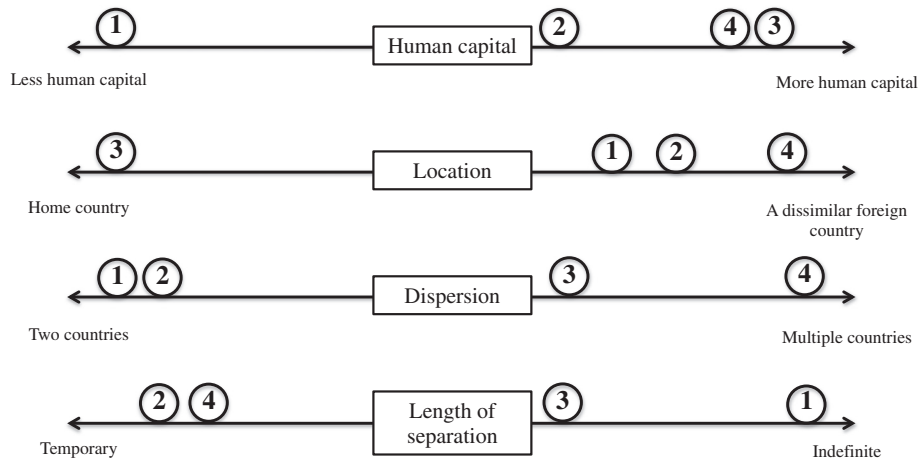 1
2
4
3
Human capital
Less human capital
More human capital
3
1
2
4
Location
Home country
A dissimilar foreign
country
1
2
3
4
Dispersion
Two countries
Multiple countries
2
4
3
1
Length of
separation
Temporary
Indefinite